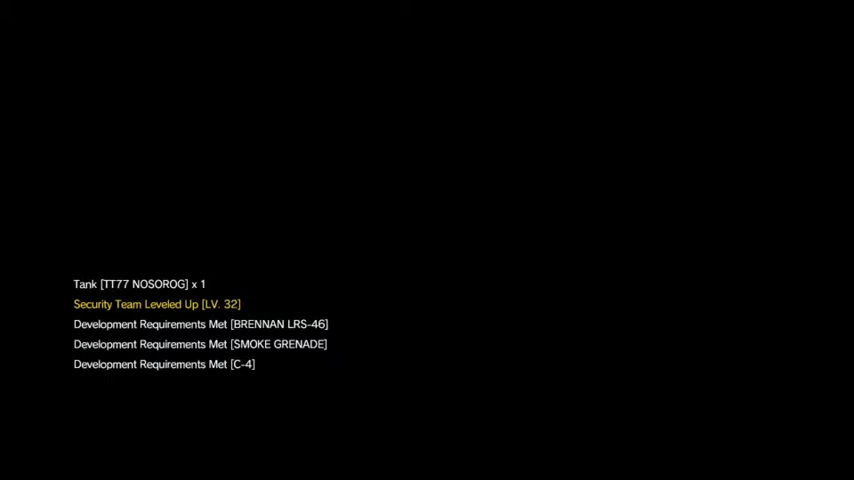 Tank [TT77 NOSOROG] x 1
Security Team Leveled Up [LV. 32]
Development Requirements Met [BRENNAN LRS-46]
Development Requirements Met [SMOKE GRENADE]
Development Requirements Met [C-4]